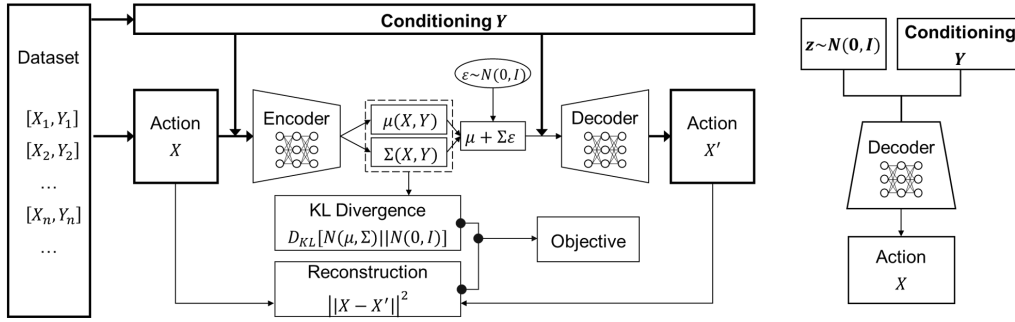 Conditioning Y
Dataset
[X₁, Y₁]
[X₂, Y₂]
...
[Xₙ, Yₙ]
...
Action
X
Encoder
μ(X, Y)
Σ(X, Y)
ε~N(0, I)
μ + Σε
Decoder
Action
X′
KL Divergence
D_KL[N(μ, Σ)||N(0, I)]
Reconstruction
||X − X′||²
Objective
z~N(0, I)
Conditioning
Y
Decoder
Action
X